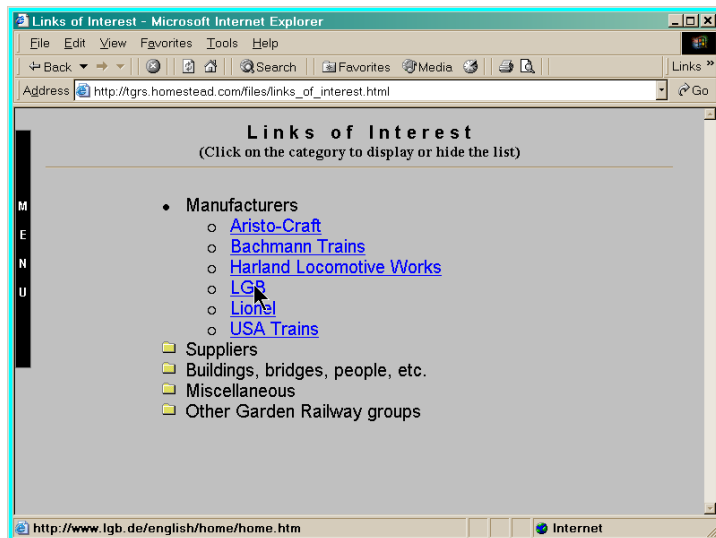 Links of Interest - Microsoft Internet Explorer
File Edit View Favorites Tools Help
Back Search Favorites Media Links »
Address http://tgrs.homestead.com/files/links_of_interest.html Go
Links of Interest
(Click on the category to display or hide the list)
M
E
N
U
Manufacturers
Aristo-Craft
Bachmann Trains
Harland Locomotive Works
LGB
Lionel
USA Trains
Suppliers
Buildings, bridges, people, etc.
Miscellaneous
Other Garden Railway groups
http://www.lgb.de/english/home/home.htm Internet